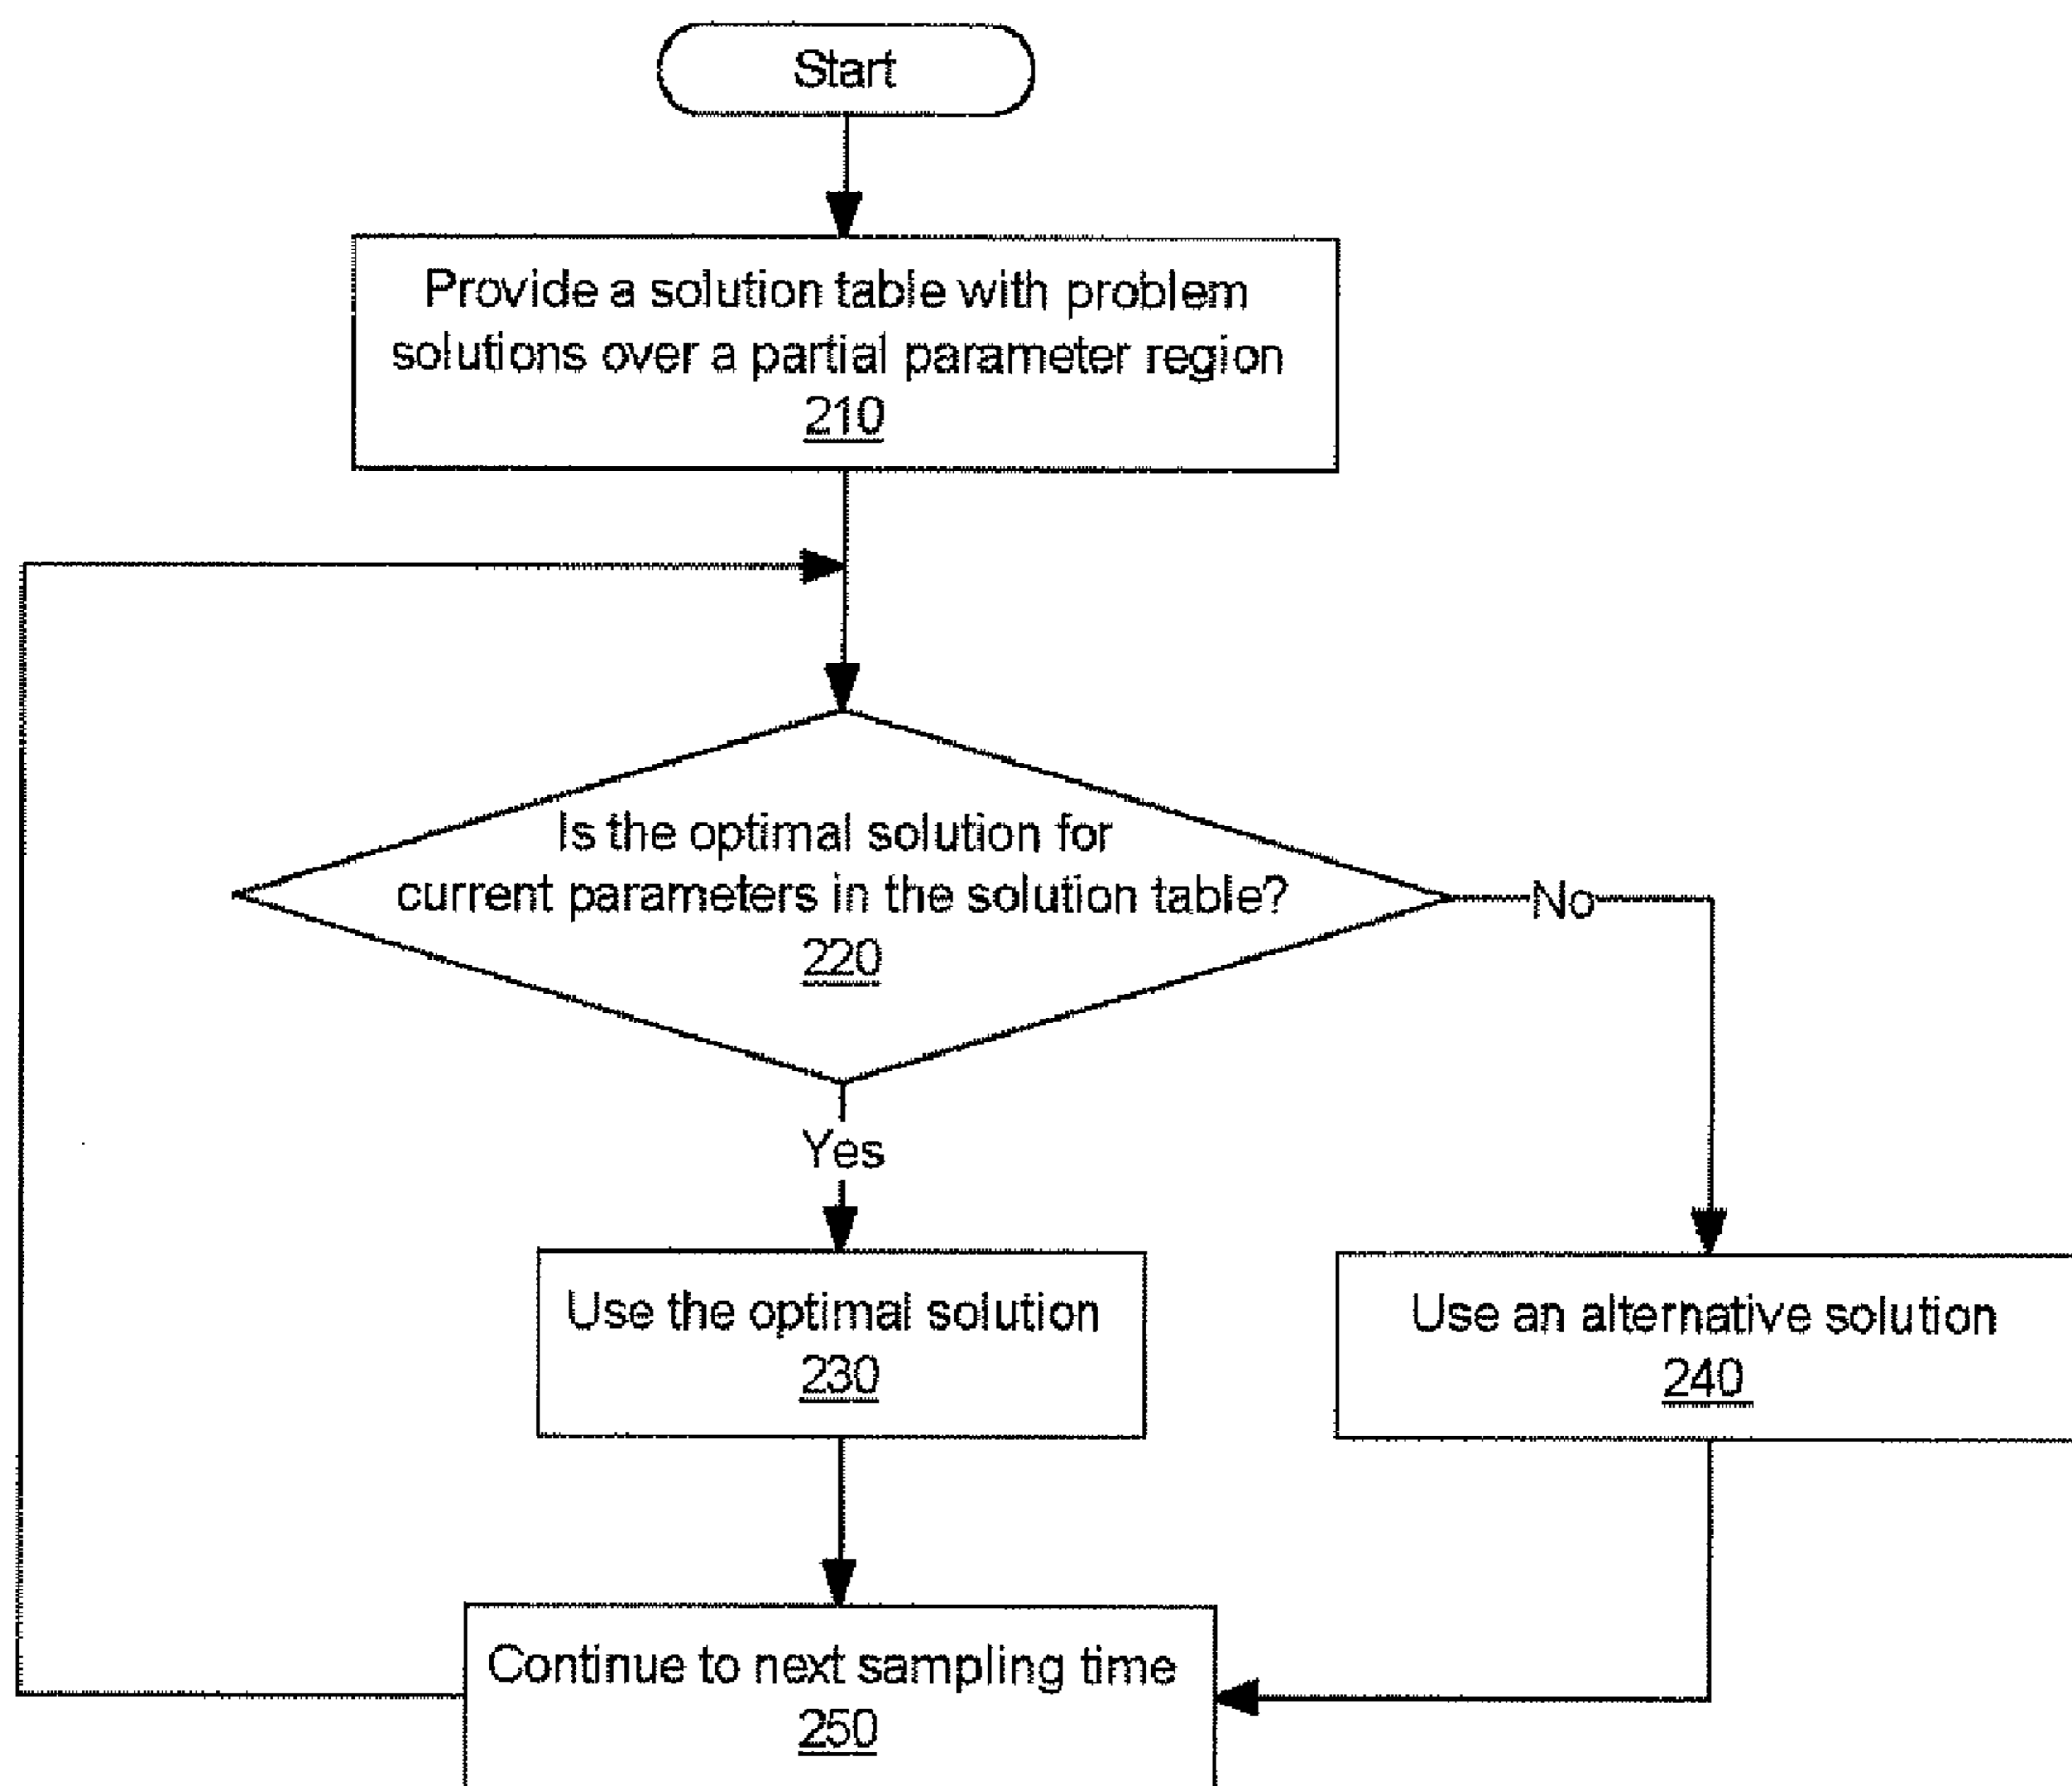 Start
Provide a solution table with problem
solutions over a partial parameter region
210
Is the optimal solution for
current parameters in the solution table?
220
No
Yes
Use the optimal solution
230
Use an alternative solution
240
Continue to next sampling time
250